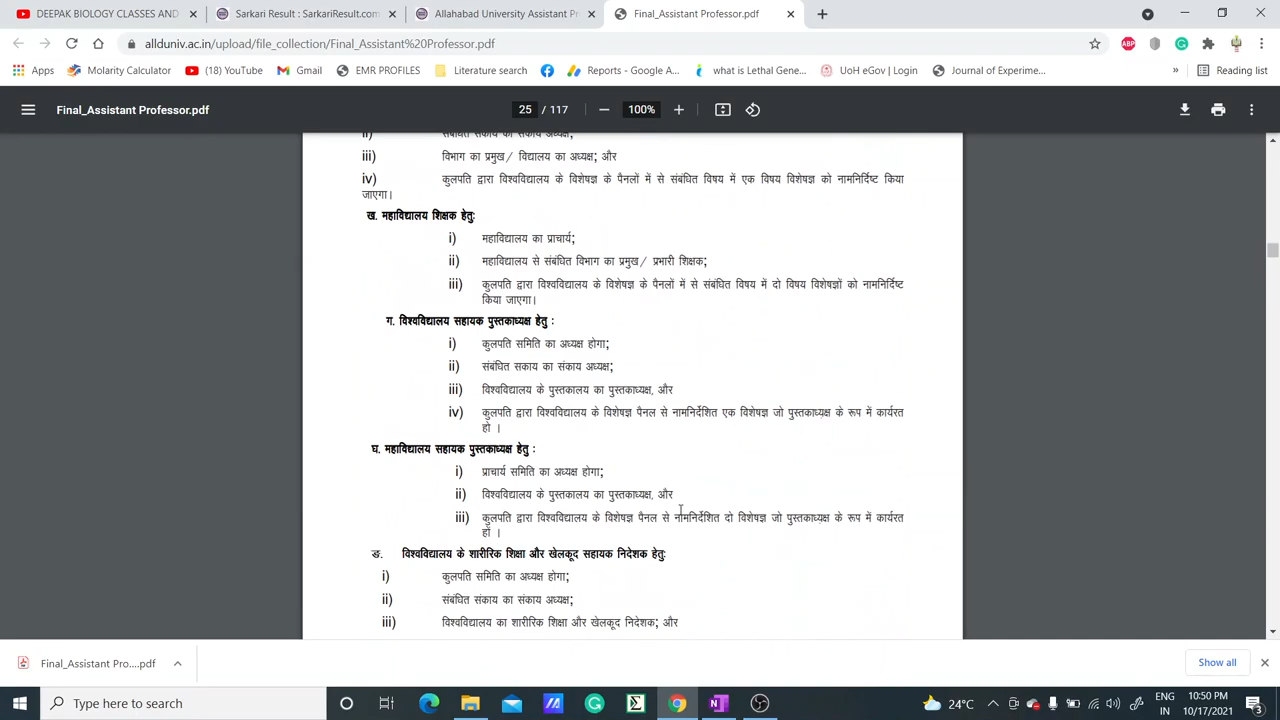 DEEPAK BIOLOGY CLASSES AND
Sarkari Result : SarkariResult.com
Allahabad University Assistant Pr
Final_Assistant Professor.pdf
allduniv.ac.in/upload/file_collection/Final_Assistant%20Professor.pdf
Apps
Molarity Calculator
(18) YouTube
Gmail
EMR PROFILES
Literature search
Reports - Google A...
what is Lethal Gene...
UoH eGov | Login
Journal of Experime...
»
Reading list
Final_Assistant Professor.pdf
25 / 117
100%
ii) संबंधित सकाय का संकाय अध्यक्ष;
iii) विभाग का प्रमुख/ विद्यालय का अध्यक्ष; और
iv) कुलपति द्वारा विश्वविद्यालय के विशेषज्ञ के पैनलों में से संबंधित विषय में एक विषय विशेषज्ञ को नामनिर्दिष्ट किया
जाएगा।
ख. महाविद्यालय शिक्षक हेतु:
i) महाविद्यालय का प्राचार्य;
ii) महाविद्यालय से संबंधित विभाग का प्रमुख/ प्रभारी शिक्षक;
iii) कुलपति द्वारा विश्वविद्यालय के विशेषज्ञ के पैनलों में से संबंधित विषय में दो विषय विशेषज्ञों को नामनिर्दिष्ट
किया जाएगा।
ग. विश्वविद्यालय सहायक पुस्तकाध्यक्ष हेतु :
i) कुलपति समिति का अध्यक्ष होगा;
ii) संबंधित सकाय का संकाय अध्यक्ष;
iii) विश्वविद्यालय के पुस्तकालय का पुस्तकाध्यक्ष, और
iv) कुलपति द्वारा विश्वविद्यालय के विशेषज्ञ पैनल से नामनिर्देशित एक विशेषज्ञ जो पुस्तकाध्यक्ष के रूप में कार्यरत
हो ।
घ. महाविद्यालय सहायक पुस्तकाध्यक्ष हेतु :
i) प्राचार्य समिति का अध्यक्ष होगा;
ii) विश्वविद्यालय के पुस्तकालय का पुस्तकाध्यक्ष, और
iii) कुलपति द्वारा विश्वविद्यालय के विशेषज्ञ पैनल से नामनिर्देशित दो विशेषज्ञ जो पुस्तकाध्यक्ष के रूप में कार्यरत
हों ।
ङ. विश्वविद्यालय के शारीरिक शिक्षा और खेलकूद सहायक निदेशक हेतु:
i) कुलपति समिति का अध्यक्ष होगा;
ii) संबंधित संकाय का संकाय अध्यक्ष;
iii) विश्वविद्यालय का शारीरिक शिक्षा और खेलकूद निदेशक; और
Final_Assistant Pro....pdf
Show all
Type here to search
24°C
ENG
IN
10:50 PM
10/17/2021
3